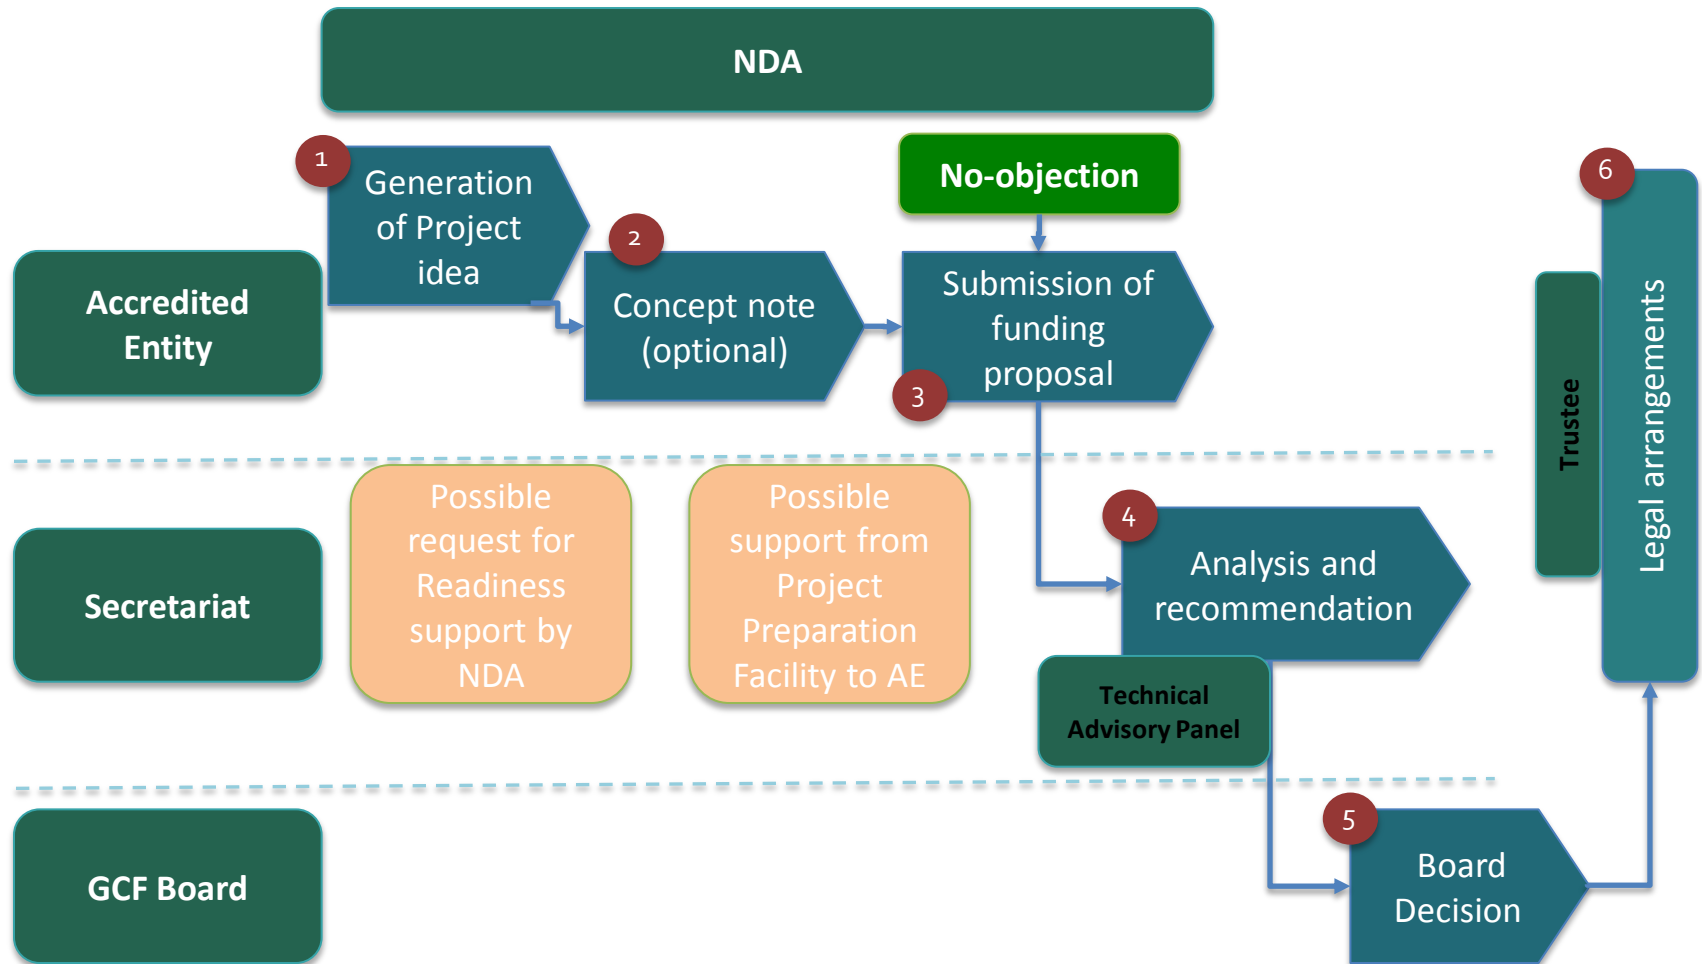 NDA
1
Generation
of Project
idea
2
Concept note
(optional)
No-objection
Submission of
funding
proposal
3
Accredited
Entity
6
Legal arrangements
Trustee
Possible
request for
Readiness
support by
NDA
Possible
support from
Project
Preparation
Facility to AE
4
Analysis and
recommendation
Secretariat
Technical
Advisory Panel
5
Board
Decision
GCF Board